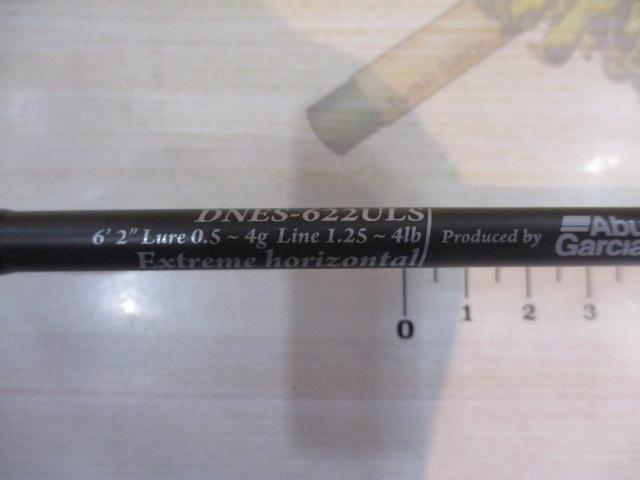 DNES-622ULS
6' 2" Lure 0.5 ~ 4g Line 1.25 ~ 4lb
Extreme horizontal
Produced by
Abu
Garcia
0 1 2 3